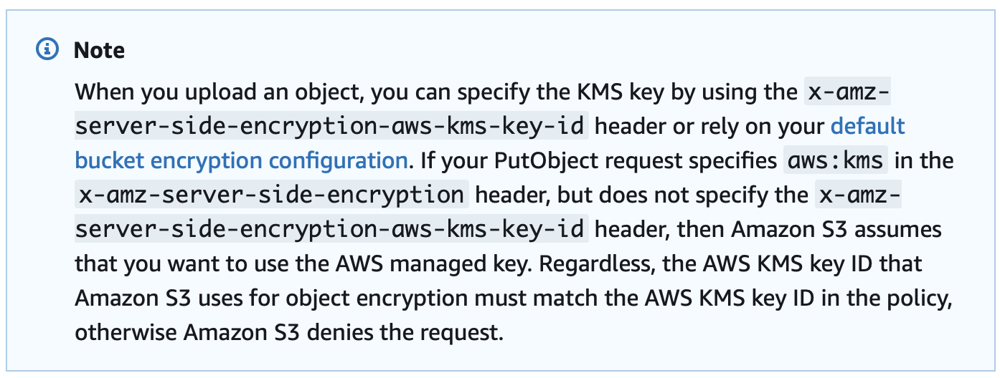 Note
When you upload an object, you can specify the KMS key by using the x-amz-
server-side-encryption-aws-kms-key-id header or rely on your default
bucket encryption configuration. If your PutObject request specifies aws:kms in the
x-amz-server-side-encryption header, but does not specify the x-amz-
server-side-encryption-aws-kms-key-id header, then Amazon S3 assumes
that you want to use the AWS managed key. Regardless, the AWS KMS key ID that
Amazon S3 uses for object encryption must match the AWS KMS key ID in the policy,
otherwise Amazon S3 denies the request.